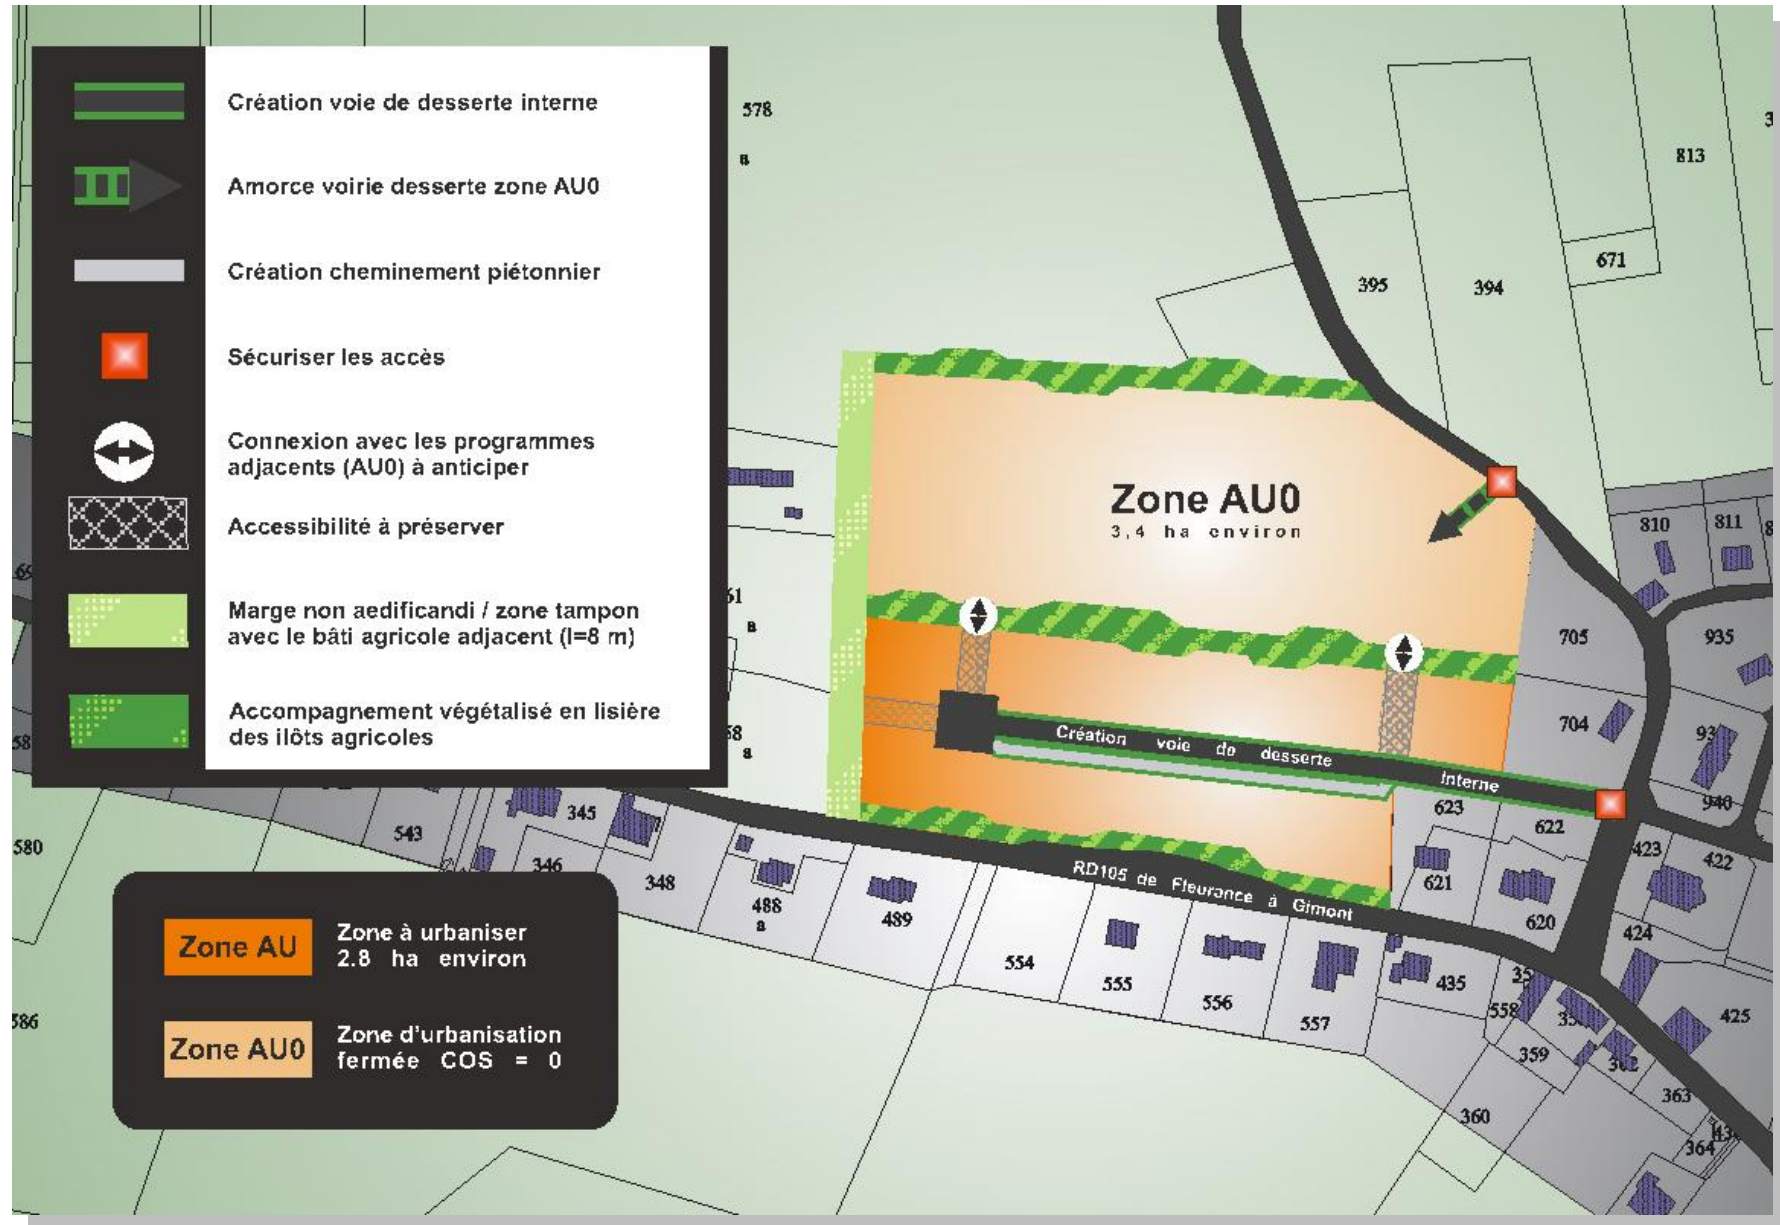 Création voie de desserte interne
Amorce voirie desserte zone AU0
Création cheminement piétonnier
Sécuriser les accès
Connexion avec les programmes
adjacents (AU0) à anticiper
Accessibilité à préserver
Marge non aedificandi / zone tampon
avec le bâti agricole adjacent (l=8 m)
Accompagnement végétalisé en lisière
des ilôts agricoles
578
a
813
671
395
394
Zone AU0
3,4 ha environ
810
811
61
a
705
935
704
58
a
Création voie de desserte Interne
940
623
622
423
422
345
543
580
346
348
621
620
488
a
489
RD105 de Fleurance à Gimont
424
554
555
556
557
435
558
425
586
359
363
360
364
Zone AU
Zone à urbaniser
2.8 ha environ
Zone AU0
Zone d'urbanisation
fermée COS = 0